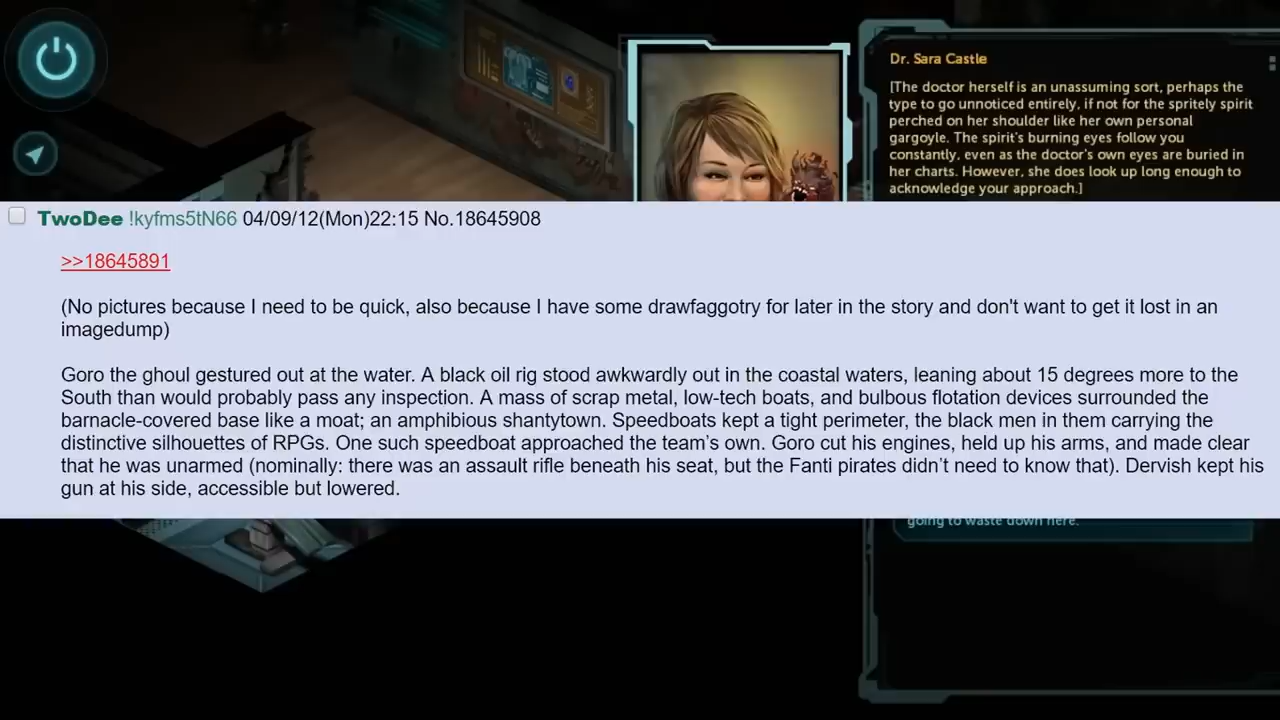 Dr. Sara Castle
[The doctor herself is an unassuming sort, perhaps the
type to go unnoticed entirely, if not for the spritely spirit
perched on her shoulder like her own personal
gargoyle. The spirit's burning eyes follow you
constantly, even as the doctor's own eyes are buried in
her charts. However, she does look up long enough to
acknowledge your approach.]
TwoDee !kyfms5tN66 04/09/12(Mon)22:15 No.18645908
>>18645891
(No pictures because I need to be quick, also because I have some drawfaggotry for later in the story and don't want to get it lost in an
imagedump)
Goro the ghoul gestured out at the water. A black oil rig stood awkwardly out in the coastal waters, leaning about 15 degrees more to the
South than would probably pass any inspection. A mass of scrap metal, low-tech boats, and bulbous flotation devices surrounded the
barnacle-covered base like a moat; an amphibious shantytown. Speedboats kept a tight perimeter, the black men in them carrying the
distinctive silhouettes of RPGs. One such speedboat approached the team's own. Goro cut his engines, held up his arms, and made clear
that he was unarmed (nominally: there was an assault rifle beneath his seat, but the Fanti pirates didn't need to know that). Dervish kept his
gun at his side, accessible but lowered.
going to waste down here.